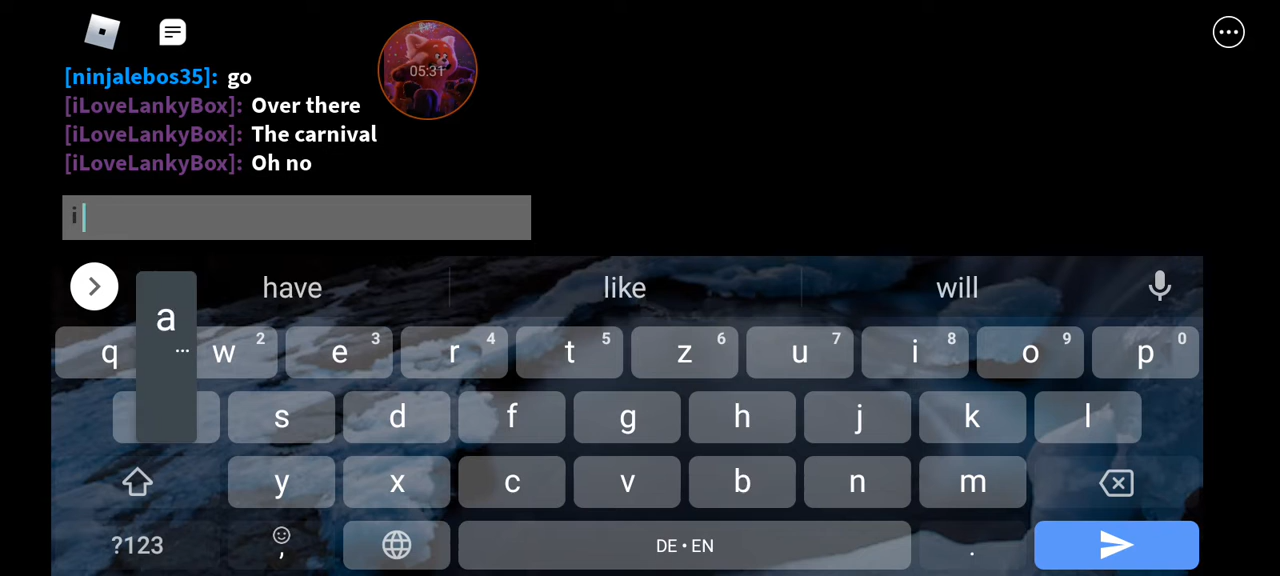 [ninjalebos35]: go
05:31
[iLoveLankyBox]: Over there
[iLoveLankyBox]: The carnival
[iLoveLankyBox]: Oh no
i
have like will
a
q w 2 e 3 r 4 t 5 z 6 u 7 i 8 o 9 p 0
s d f g h j k l
y x c v b n m
?123 , DE • EN .